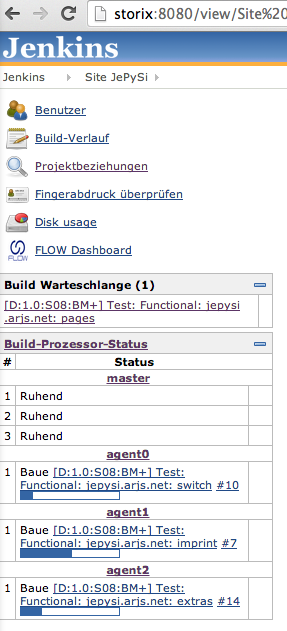 storix:8080/view/Site%20
Jenkins
Jenkins Site JePySi
Benutzer
Build-Verlauf
Projektbeziehungen
Fingerabdruck überprüfen
Disk usage
FLOW
FLOW Dashboard
Build Warteschlange (1)
[D:1.0:S08:BM+] Test: Functional: jepysi
.arjs.net: pages
Build-Prozessor-Status
# Status
master
1 Ruhend
2 Ruhend
3 Ruhend
agent0
1 Baue [D:1.0:S08:BM+] Test:
Functional: jepysi.arjs.net: switch #10
agent1
1 Baue [D:1.0:S08:BM+] Test:
Functional: jepysi.arjs.net: imprint #7
agent2
1 Baue [D:1.0:S08:BM+] Test:
Functional: jepysi.arjs.net: extras #14